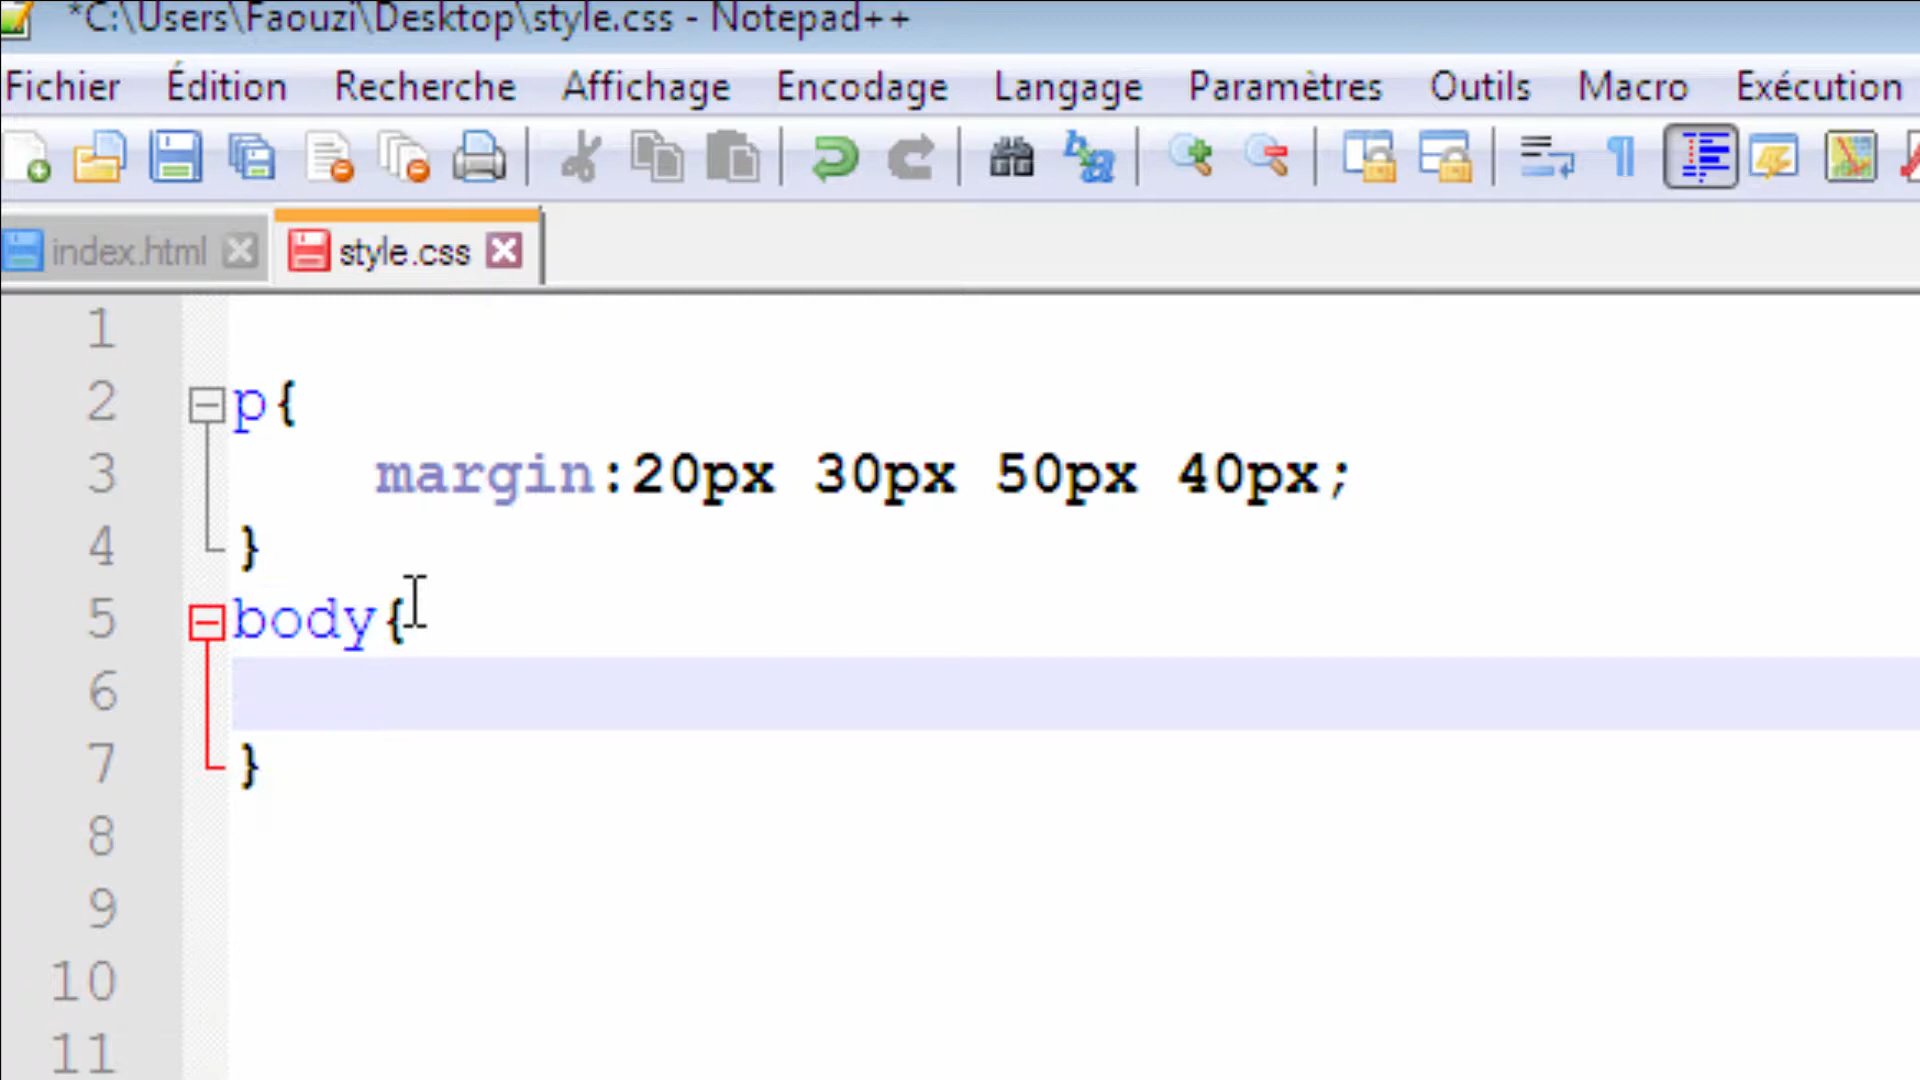 *C:\Users\Faouzi\Desktop\style.css - Notepad++
Fichier Édition Recherche Affichage Encodage Langage Paramètres Outils Macro Exécution
index.html style.css
1
2 p{
3 margin:20px 30px 50px 40px;
4 }
5 body{
6
7 }
8
9
10
11